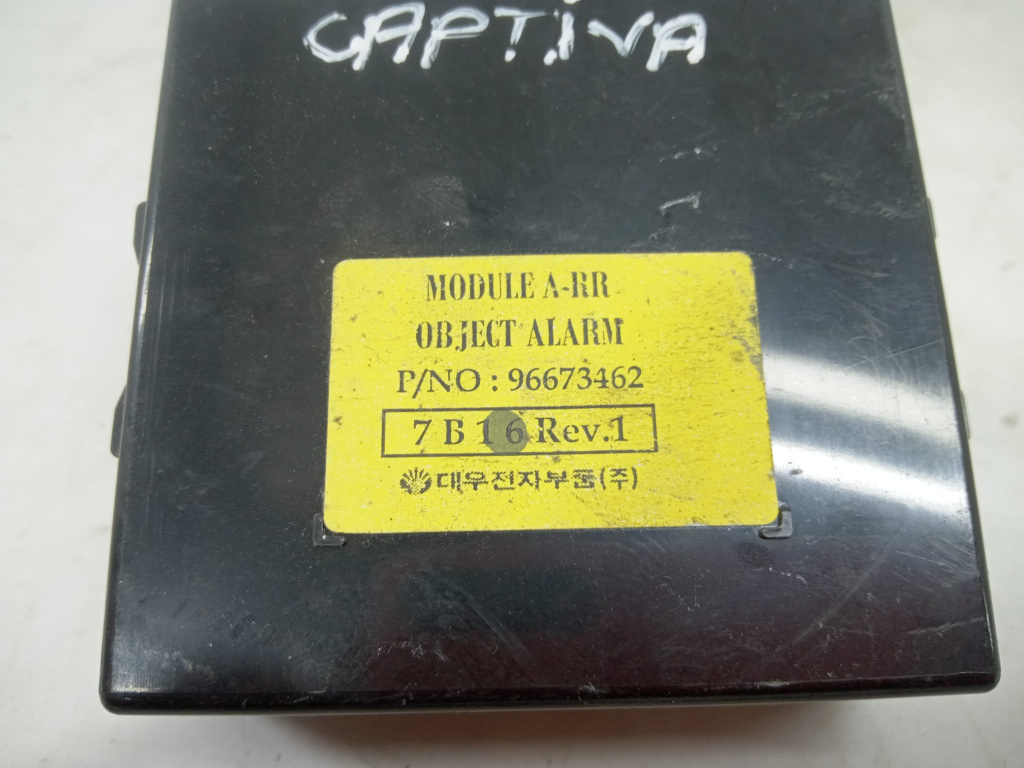 CAPTIVA
MODULE A-RR
OBJECT ALARM
P/NO : 96673462
7 B 1 6 Rev.1
대우전자부품(주)